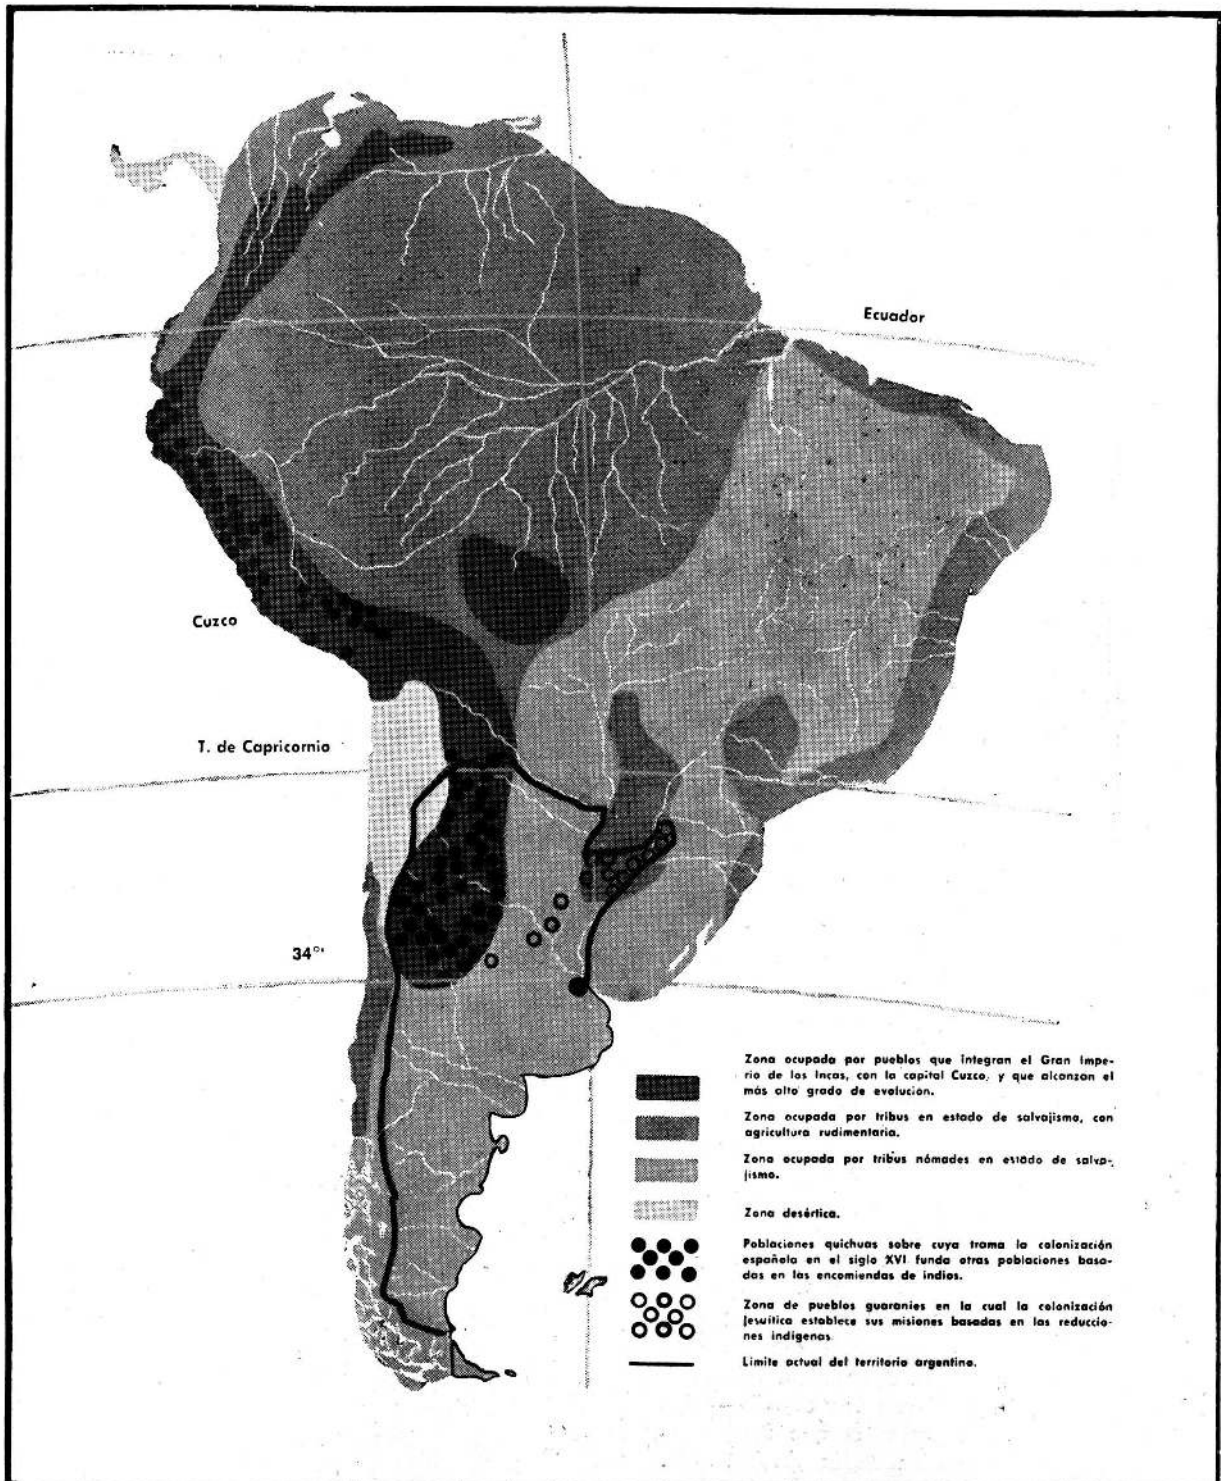 Ecuador
Cuzco
T. de Capricornio
34°
Zona ocupada por pueblos que integran el Gran Impe-
rio de los Incas, con la capital Cuzco, y que alcanzan el
más alto grado de evolución.
Zona ocupada por tribus en estado de salvajismo, con
agricultura rudimentaria.
Zona ocupada por tribus nómades en estado de salva-
jismo.
Zona desértica.
Poblaciones quichuas sobre cuya trama la colonización
española en el siglo XVI funda otras poblaciones basa-
das en las encomiendas de indios.
Zona de pueblos guaraníes en la cual la colonización
jesuítica establece sus misiones basadas en las reduccio-
nes indígenas
Límite actual del territorio argentino.